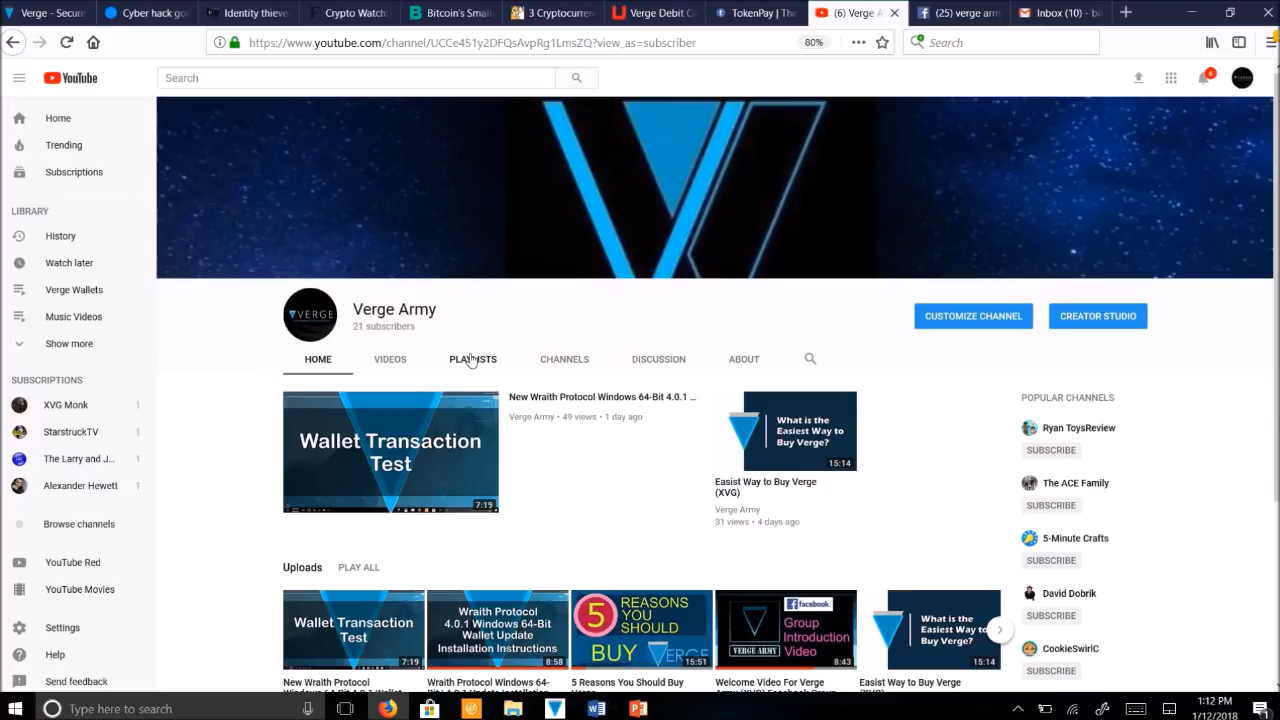 Verge - Secur
Cyber hack go
Identity thieve
Crypto Watch
Bitcoin's Smal
3 Cryptocurre
Verge Debit C
TokenPay | The
(6) Verge A
(25) verge arm
Inbox (10) - bi
https://www.youtube.com/channel/UCCe451y2DFQsAvpRg1LmsZQ?view_as=subscriber
80%
Search
YouTube
Search
6
Home
Trending
Subscriptions
LIBRARY
History
Watch later
Verge Wallets
Music Videos
Show more
SUBSCRIPTIONS
XVG Monk 1
StarstruckTV 1
The Larry and J... 1
Alexander Hewett 1
Browse channels
YouTube Red
YouTube Movies
Settings
Help
Send feedback
VERGE
Verge Army
21 subscribers
CUSTOMIZE CHANNEL
CREATOR STUDIO
HOME
VIDEOS
PLAYLISTS
CHANNELS
DISCUSSION
ABOUT
Wallet Transaction
Test
7:19
New Wraith Protocol Windows 64-Bit 4.0.1 ...
Verge Army • 49 views • 1 day ago
What is the
Easiest Way to
Buy Verge?
15:14
Easist Way to Buy Verge
(XVG)
Verge Army
31 views • 4 days ago
POPULAR CHANNELS
Ryan ToysReview
SUBSCRIBE
The ACE Family
SUBSCRIBE
5-Minute Crafts
SUBSCRIBE
David Dobrik
SUBSCRIBE
CookieSwirlC
SUBSCRIBE
Uploads
PLAY ALL
Wallet Transaction
Test
7:19
New Wraith Protocol
Wraith Protocol
4.0.1 Windows 64-Bit
Wallet Update
Installation Instructions
8:58
Wraith Protocol Windows 64-
5 REASONS
YOU
SHOULD
BUY VERGE
15:51
5 Reasons You Should Buy
facebook
Group
Introduction
Video
VERGE ARMY
8:43
Welcome Video For Verge
What is the
Easiest Way to
Buy Verge?
15:14
Easist Way to Buy Verge
Type here to search
1:12 PM
1/12/2018